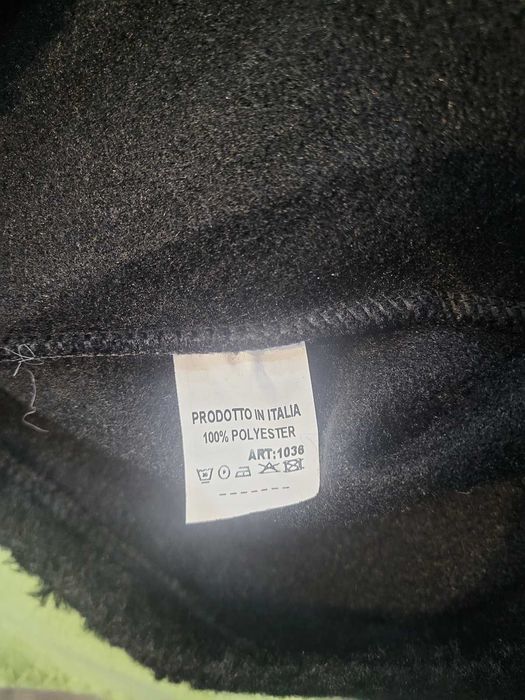 PRODOTTO IN ITALIA
100% POLYESTER
ART:1036